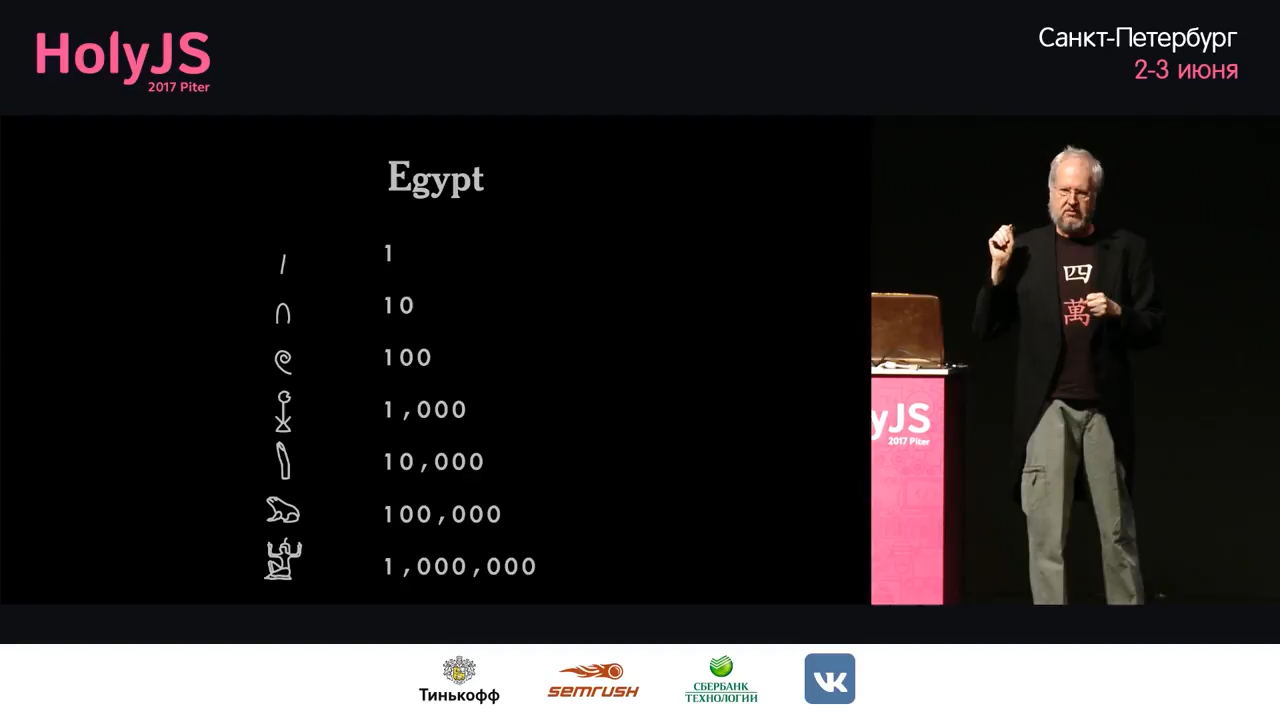 HolyJS
2017 Piter
Санкт-Петербург
2-3 июня
Egypt
1
10
100
1,000
10,000
100,000
1,000,000
四
萬
yJS
2017 Piter
Тинькофф
SEMRUSH
СБЕРБАНК
ТЕХНОЛОГИИ
VK